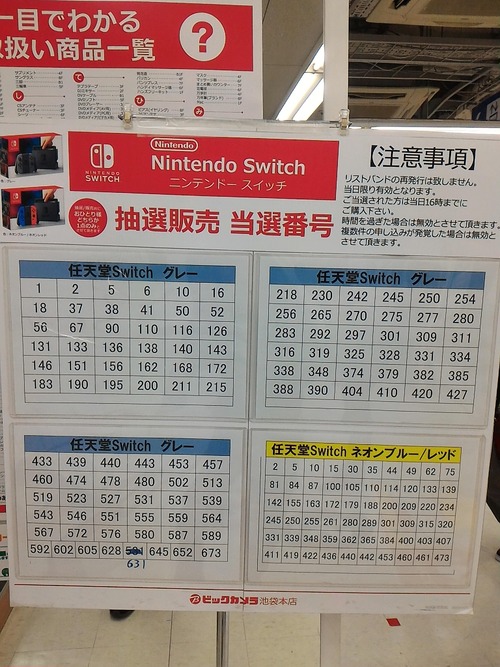 一目でわかる
取扱い商品一覧
?
Nintendo
Nintendo Switch
ニンテンドー スイッチ
NINTENDO
SWITCH
おひとり様
どちらか
1点のみ
抽選販売 当選番号
【注意事項】
リストバンドの再発行は致しません。
当日限り有効となります。
ご当選された方は当日16時までに
ご購入下さい。
時間を過ぎた場合は無効とさせて頂きます。
複数件の申し込みが発覚した場合は無効と
させて頂きます。
任天堂Switch グレー
1 2 5 6 10 16
18 37 38 41 50 52
56 67 90 110 116 126
131 133 136 138 140 143
146 151 156 162 168 172
183 190 195 200 211 215
任天堂Switch グレー
218 230 242 245 250 254
256 265 270 275 277 280
283 292 297 301 309 311
316 319 325 328 331 334
338 348 374 379 382 385
388 390 404 410 420 427
任天堂Switch グレー
433 439 440 443 453 457
460 474 478 480 502 513
519 523 527 531 537 539
543 546 551 555 559 564
567 572 576 580 587 589
592 602 605 628 645 652 673
631
任天堂Switch ネオンブルー/レッド
2 5 10 15 30 35 44 49 62 75
81 84 87 100 105 110 114 120 133 139
142 155 163 172 179 188 200 209 220 234
245 250 255 261 280 289 301 309 315 320
331 339 348 359 362 365 384 400 403 407
411 419 422 436 440 442 453 460 461 473
ビックカメラ 池袋本店